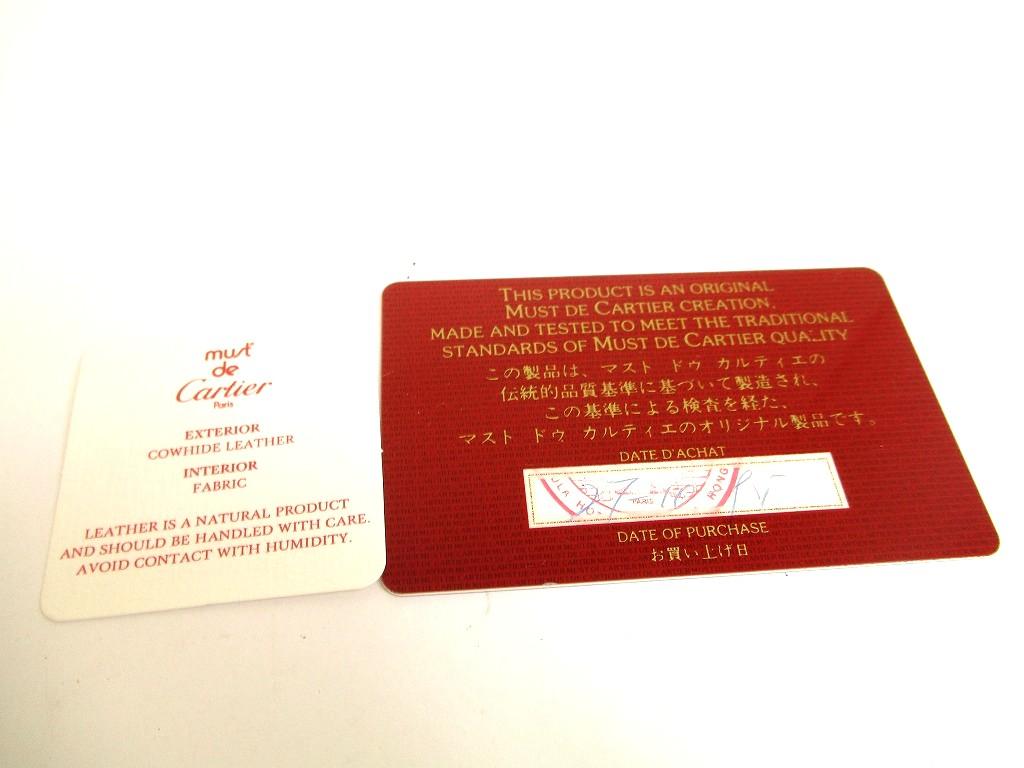 must
de
Cartier
Paris
EXTERIOR
COWHIDE LEATHER
INTERIOR
FABRIC
LEATHER IS A NATURAL PRODUCT
AND SHOULD BE HANDLED WITH CARE.
AVOID CONTACT WITH HUMIDITY.
THIS PRODUCT IS AN ORIGINAL
MUST DE CARTIER CREATION.
MADE AND TESTED TO MEET THE TRADITIONAL
STANDARDS OF MUST DE CARTIER QUALITY
この製品は、マスト ドゥ カルティエの
伝統的品質基準に基づいて製造され、
この基準による検査を経た、
マスト ドゥ カルティエのオリジナル製品です。
DATE D'ACHAT
PARIS
HONG
DATE OF PURCHASE
お買い上げ日